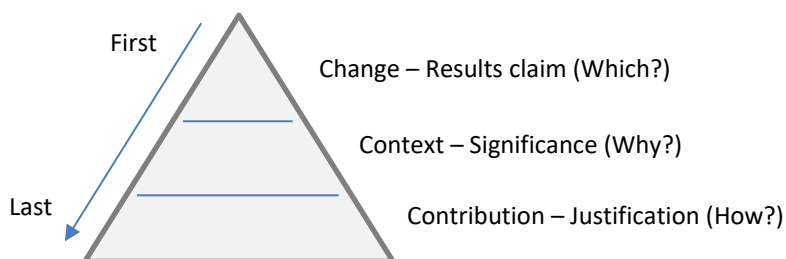 First
Change – Results claim (Which?)
Context – Significance (Why?)
Last
Contribution – Justification (How?)